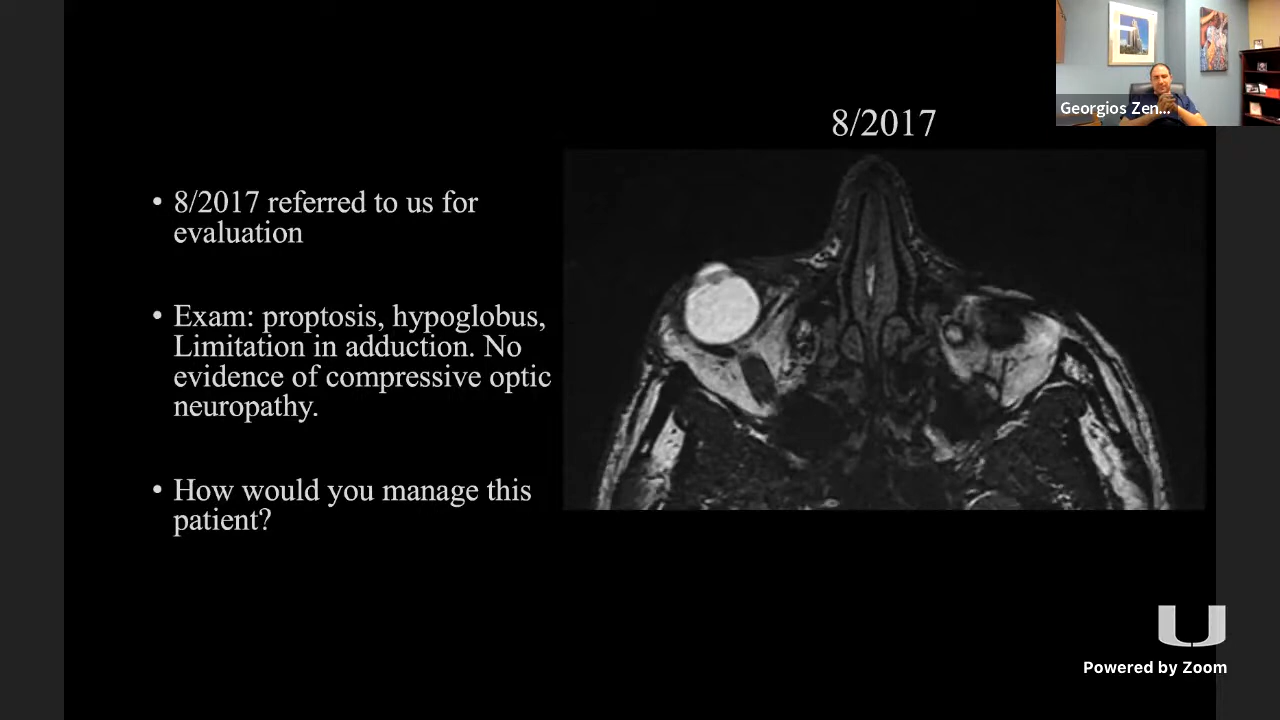 8/2017
• 8/2017 referred to us for
evaluation
• Exam: proptosis, hypoglobus,
Limitation in adduction. No
evidence of compressive optic
neuropathy.
• How would you manage this
patient?
Georgios Zen...
U
Powered by Zoom